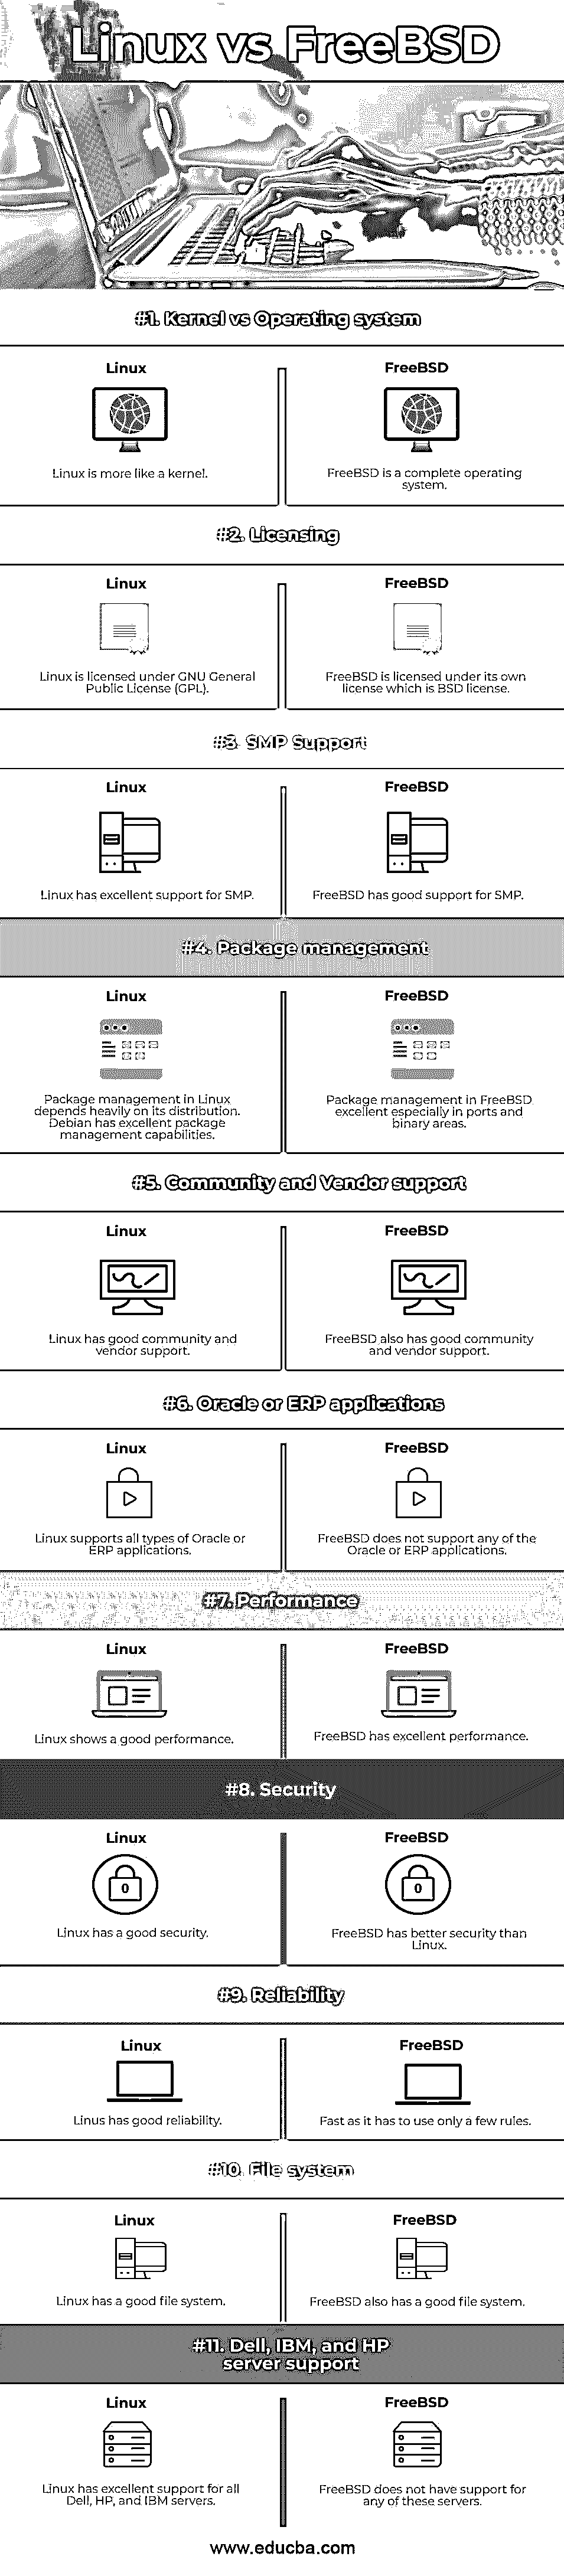 Linux vs FreeBSD
#1. Kernel vs Operating system
Linux
FreeBSD
Linux is more like a kernel.
FreeBSD is a complete operating
system.
#2. Licensing
Linux
FreeBSD
Linux is licensed under GNU General
Public License (GPL).
FreeBSD is licensed under its own
license which is BSD license.
#3. SMP Support
Linux
FreeBSD
Linux has excellent support for SMP.
FreeBSD has good support for SMP.
#4. Package management
Linux
FreeBSD
Package management in Linux
depends heavily on its distribution.
Debian has excellent package
management capabilities.
Package management in FreeBSD
excellent especially in ports and
binary areas.
#5. Community and Vendor support
Linux
FreeBSD
Linux has good community and
vendor support.
FreeBSD also has good community
and vendor support.
#6. Oracle or ERP applications
Linux
FreeBSD
Linux supports all types of Oracle or
ERP applications.
FreeBSD does not support any of the
Oracle or ERP applications.
#7. Performance
Linux
FreeBSD
Linux shows a good performance.
FreeBSD has excellent performance.
#8. Security
Linux
FreeBSD
0
0
Linux has a good security.
FreeBSD has better security than
Linux.
#9. Reliability
Linux
FreeBSD
Linus has good reliability.
Fast as it has to use only a few rules.
#10. File system
Linux
FreeBSD
Linux has a good file system.
FreeBSD also has a good file system.
#11. Dell, IBM, and HP
server support
Linux
FreeBSD
Linux has excellent support for all
Dell, HP, and IBM servers.
FreeBSD does not have support for
any of these servers.
www.educba.com